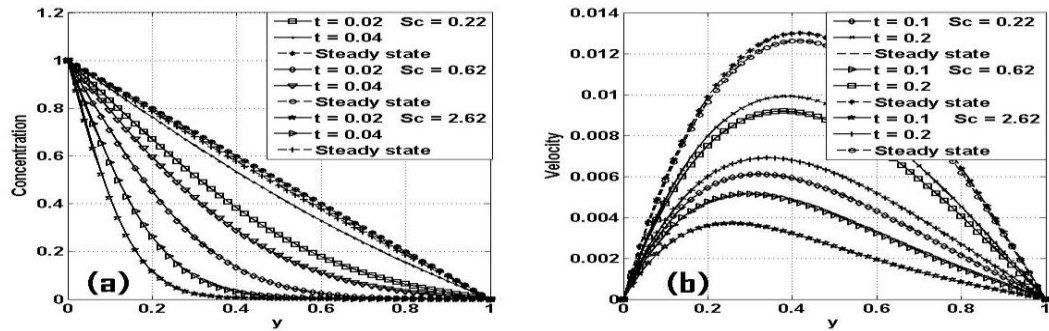 1.2
1
0.8
0.6
0.4
0.2
0
Concentration
0 0.2 0.4 0.6 0.8 1
y
(a)
t = 0.02 Sc = 0.22
t = 0.04
Steady state
t = 0.02 Sc = 0.62
t = 0.04
Steady state
t = 0.02 Sc = 2.62
t = 0.04
Steady state
0.014
0.012
0.01
0.008
0.006
0.004
0.002
0
Velocity
0 0.2 0.4 0.6 0.8 1
y
(b)
t = 0.1 Sc = 0.22
t = 0.2
Steady state
t = 0.1 Sc = 0.62
t = 0.2
Steady state
t = 0.1 Sc = 2.62
t = 0.2
Steady state